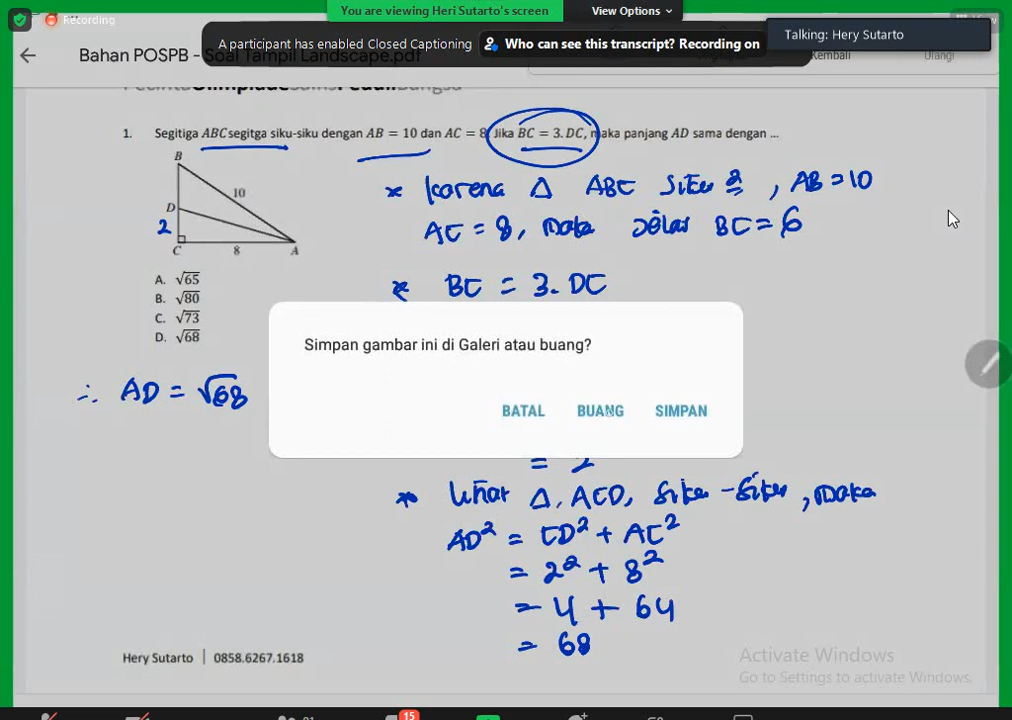 Recording
You are viewing Heri Sutarto's screen
View Options
View
A participant has enabled Closed Captioning
Who can see this transcript? Recording on
Talking: Hery Sutarto
Bahan POSPB - Soal Tampil Landscape.pdf
Kembali
Ulangi
1. Segitiga ABC segitga siku-siku dengan AB = 10 dan AC = 8 Jika BC = 3. DC, maka panjang AD sama dengan ...
B
10
D
2
C
8
A
A. √65
B. √80
C. √73
D. √68
∴ AD = √68
* karena Δ ABC siku 2, AB = 10
AC = 8, maka jelas BC = 6
* BC = 3. DC
Simpan gambar ini di Galeri atau buang?
BATAL
BUANG
SIMPAN
= 2
* lihat Δ ACD, siku-siku, maka
AD² = CD² + AC²
= 2² + 8²
= 4 + 64
= 68
Hery Sutarto | 0858.6267.1618
Activate Windows
Go to Settings to activate Windows.
15